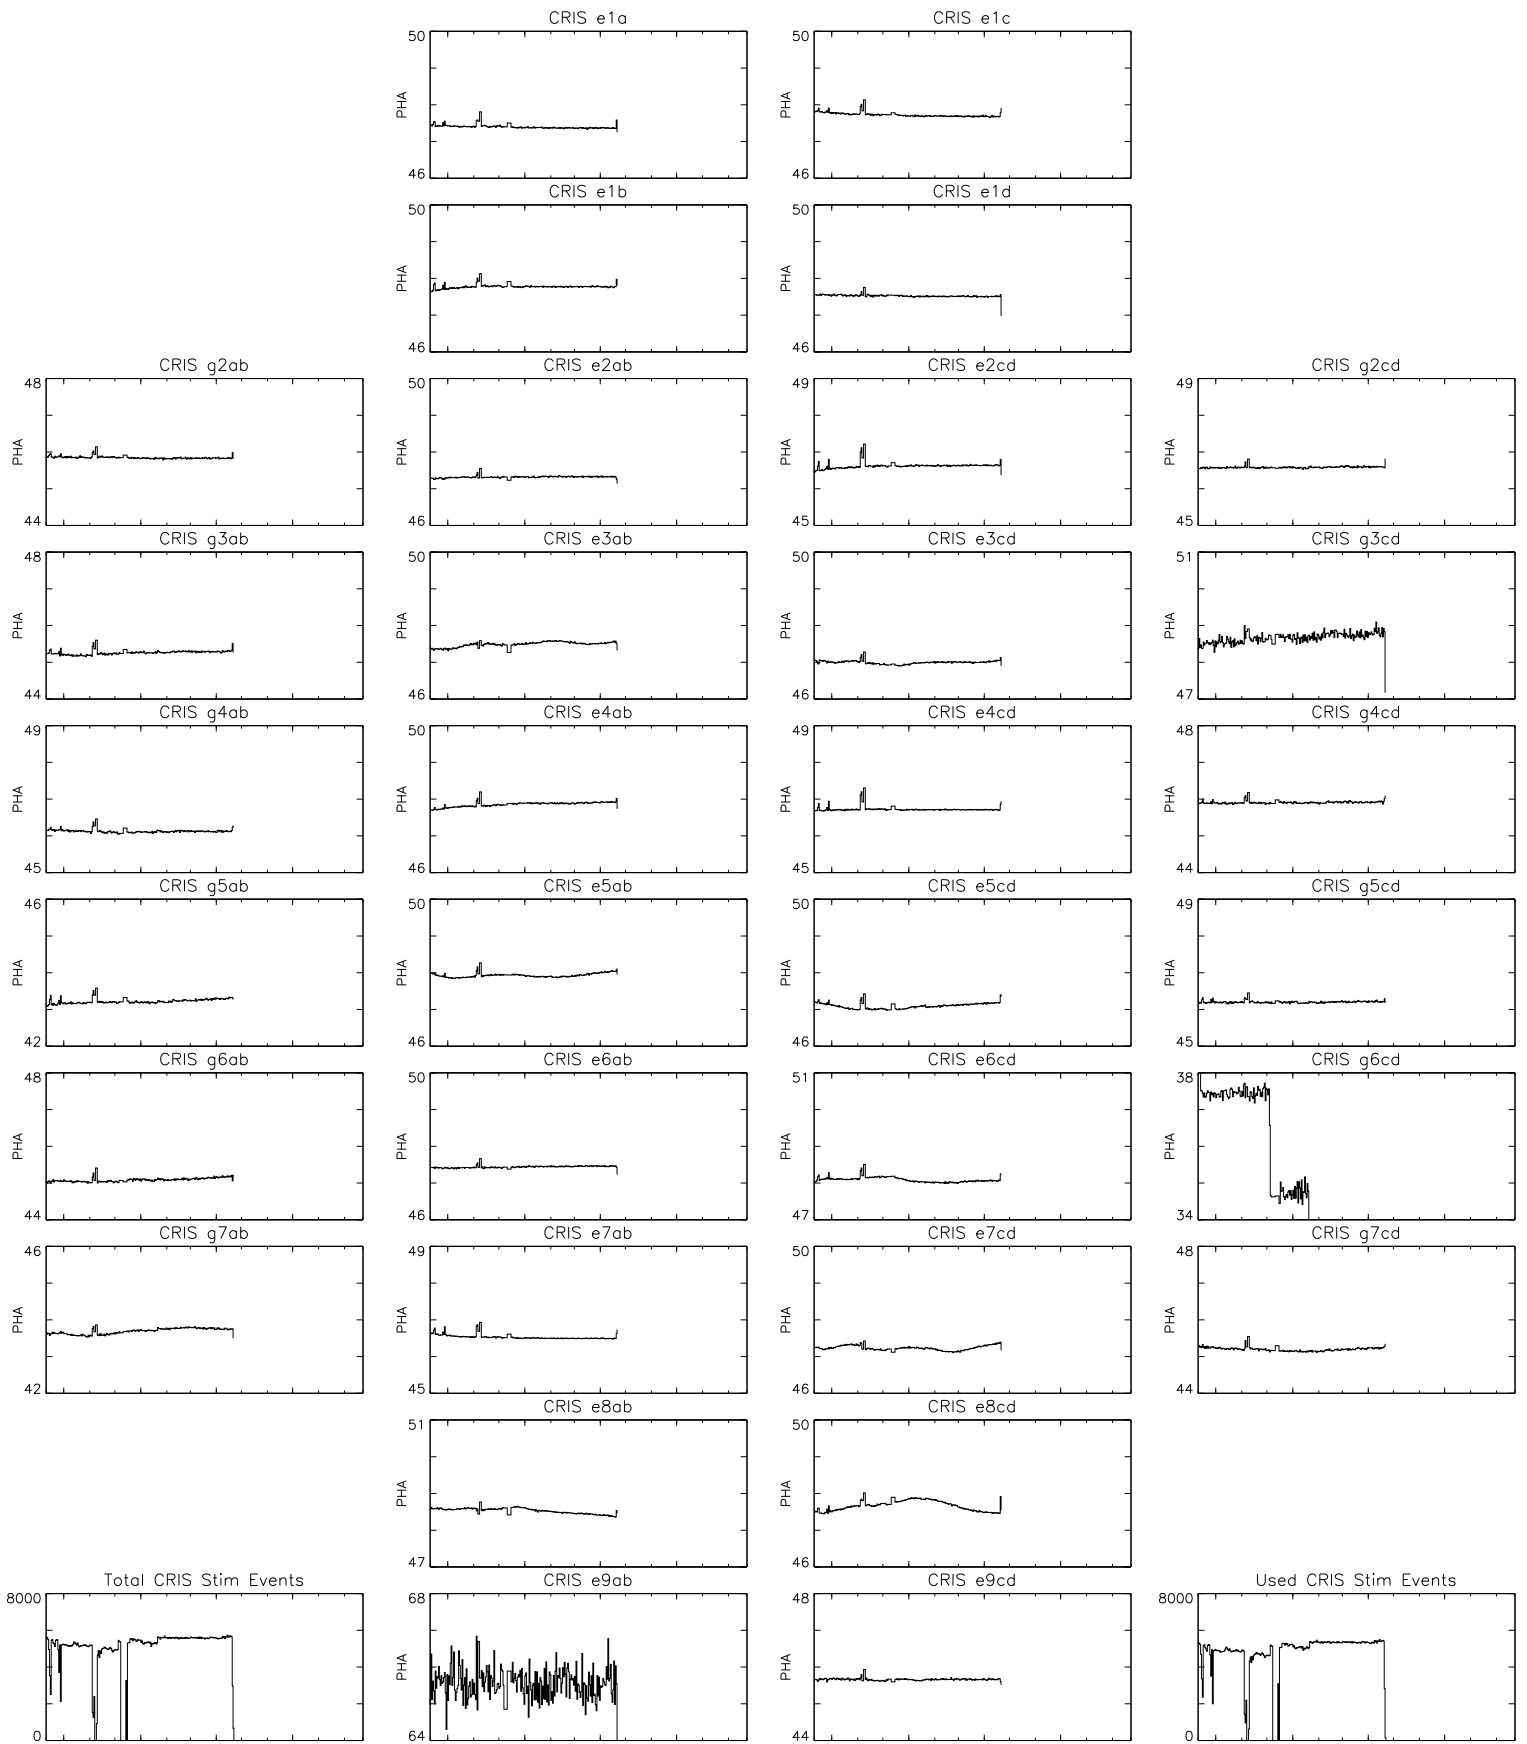 CRIS e1a
50
PHA
46
CRIS e1c
50
PHA
46
CRIS e1b
50
PHA
46
CRIS e1d
50
PHA
46
CRIS g2ab
48
PHA
44
CRIS e2ab
50
PHA
46
CRIS e2cd
49
PHA
45
CRIS g2cd
49
PHA
45
CRIS g3ab
48
PHA
44
CRIS e3ab
50
PHA
46
CRIS e3cd
50
PHA
46
CRIS g3cd
51
PHA
47
CRIS g4ab
49
PHA
45
CRIS e4ab
50
PHA
46
CRIS e4cd
49
PHA
45
CRIS g4cd
48
PHA
44
CRIS g5ab
46
PHA
42
CRIS e5ab
50
PHA
46
CRIS e5cd
50
PHA
46
CRIS g5cd
49
PHA
45
CRIS g6ab
48
PHA
44
CRIS e6ab
50
PHA
46
CRIS e6cd
51
PHA
47
CRIS g6cd
38
PHA
34
CRIS g7ab
46
PHA
42
CRIS e7ab
49
PHA
45
CRIS e7cd
50
PHA
46
CRIS g7cd
48
PHA
44
CRIS e8ab
51
PHA
47
CRIS e8cd
50
PHA
46
Total CRIS Stim Events
8000
0
CRIS e9ab
68
PHA
64
CRIS e9cd
48
PHA
44
Used CRIS Stim Events
8000
0